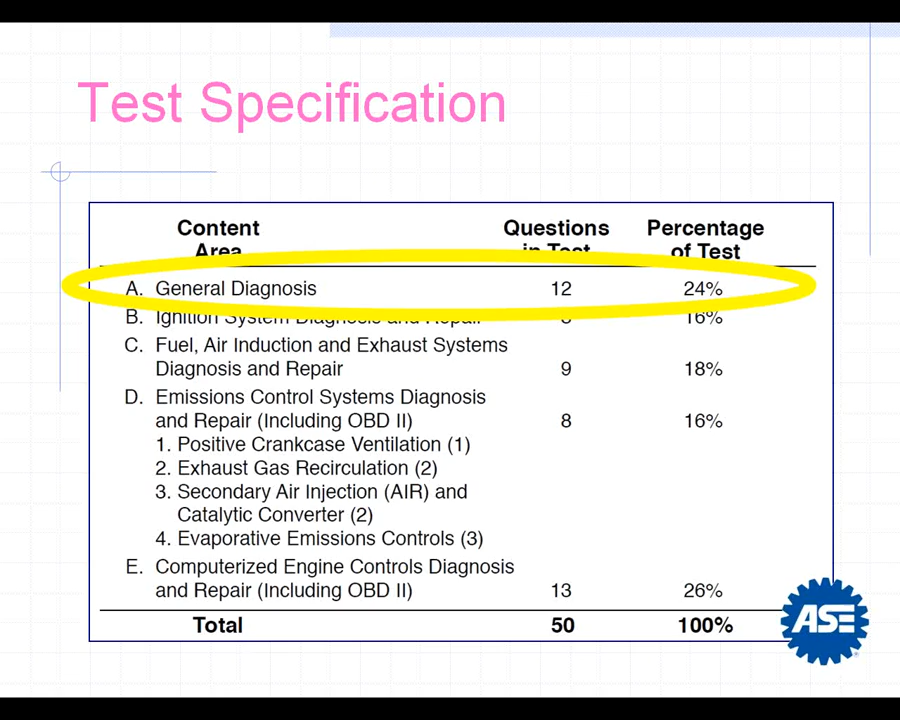 Test Specification
Content Questions Percentage
Area in Test of Test
A. General Diagnosis 12 24%
B. Ignition System Diagnosis and Repair 8 16%
C. Fuel, Air Induction and Exhaust Systems
Diagnosis and Repair 9 18%
D. Emissions Control Systems Diagnosis
and Repair (Including OBD II) 8 16%
1. Positive Crankcase Ventilation (1)
2. Exhaust Gas Recirculation (2)
3. Secondary Air Injection (AIR) and
Catalytic Converter (2)
4. Evaporative Emissions Controls (3)
E. Computerized Engine Controls Diagnosis
and Repair (Including OBD II) 13 26%
Total 50 100%
ASE